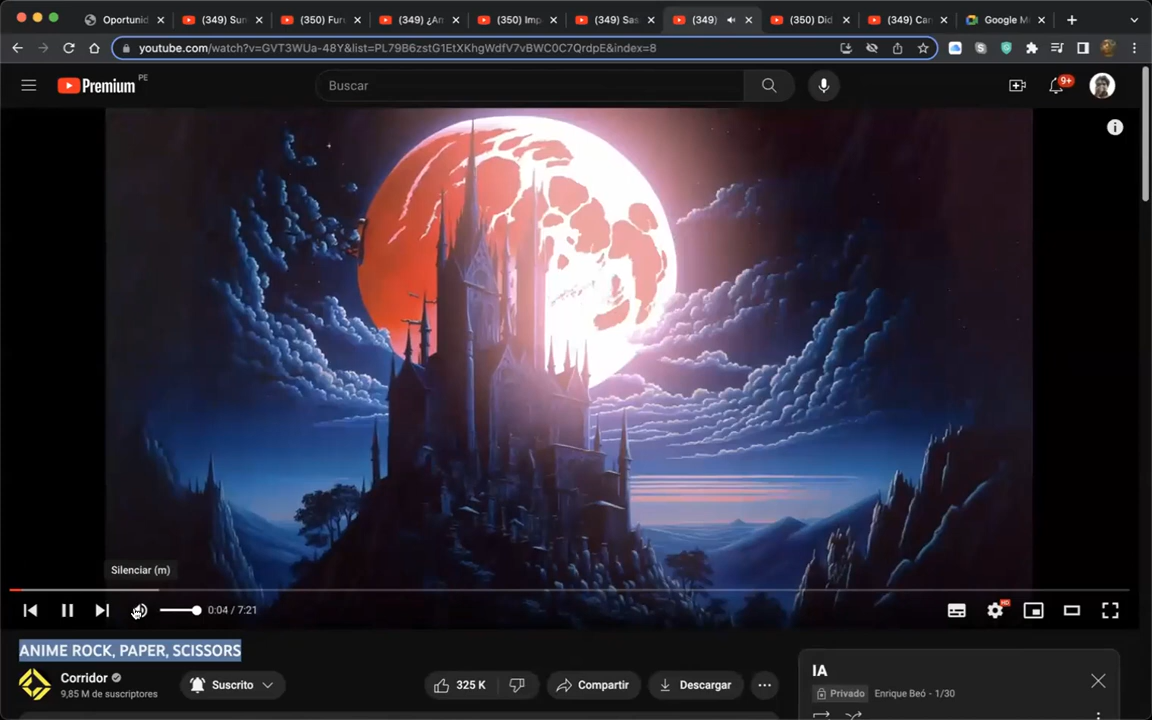 Oportunid
(349) Sun
(350) Fur
(349) ¿Ar
(350) Imp
(349) Sas
(349)
(350) Did
(349) Car
Google M
youtube.com/watch?v=GVT3WUa-48Y&list=PL79B6zstG1EtXKhgWdfV7vBWC0C7QrdpE&index=8
Premium PE
Buscar
9+
Silenciar (m)
0:04 / 7:21
HD
ANIME ROCK, PAPER, SCISSORS
Corridor
9,85 M de suscriptores
Suscrito
325 K
Compartir
Descargar
IA
Privado Enrique Beó - 1/30